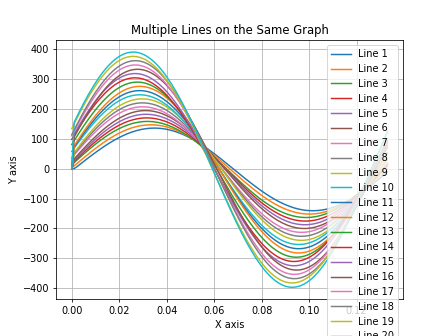 Multiple Lines on the Same Graph
Y axis
400
300
200
100
0
−100
−200
−300
−400
0.00
0.02
0.04
0.06
0.08
0.10
0.12
X axis
Line 1
Line 2
Line 3
Line 4
Line 5
Line 6
Line 7
Line 8
Line 9
Line 10
Line 11
Line 12
Line 13
Line 14
Line 15
Line 16
Line 17
Line 18
Line 19
Line 20